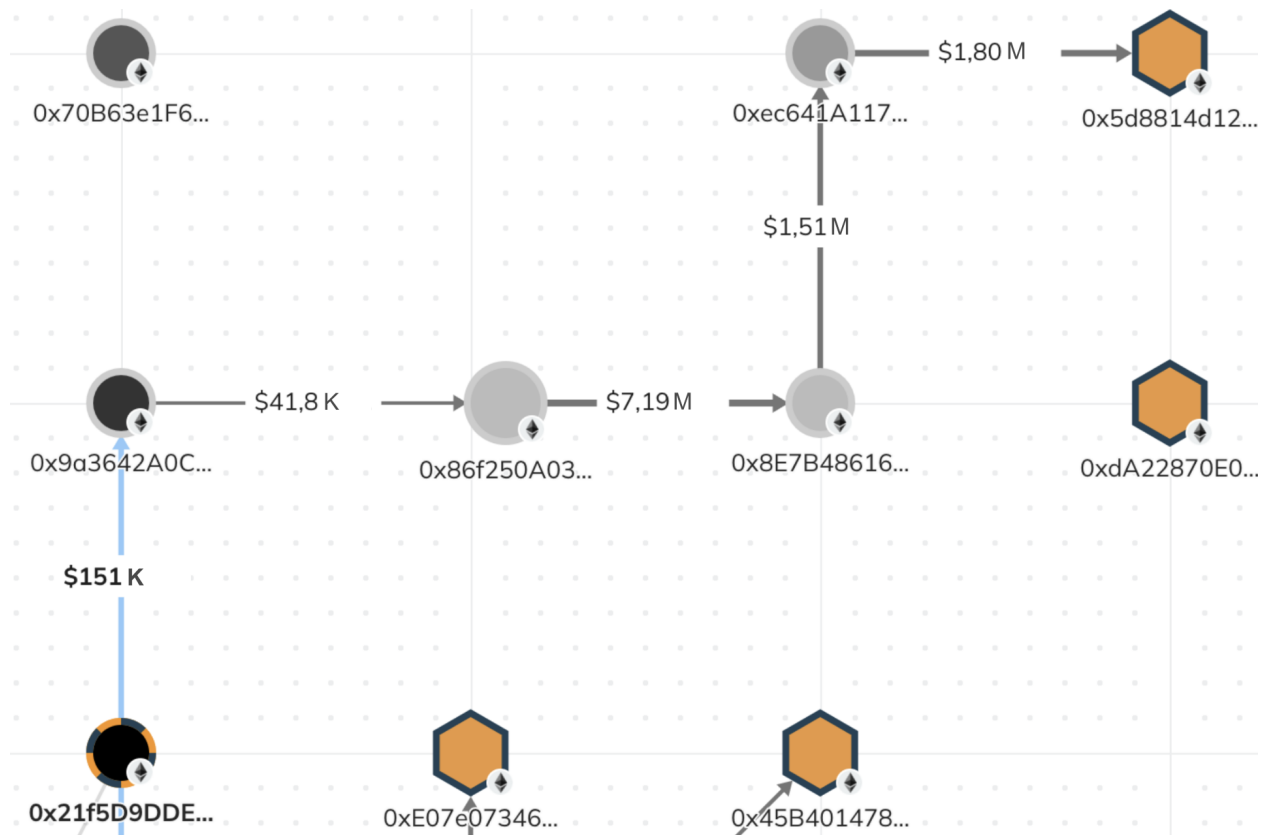 $1,80 M
0x70B63e1F6...
0xec641A117...
0x5d8814d12...
$1,51 M
$41,8 K
$7,19 M
0x9a3642A0C...
0x86f250A03...
0x8E7B48616...
0xdA22870E0...
$151 K
0x21f5D9DDE...
0xE07e07346...
0x45B401478...